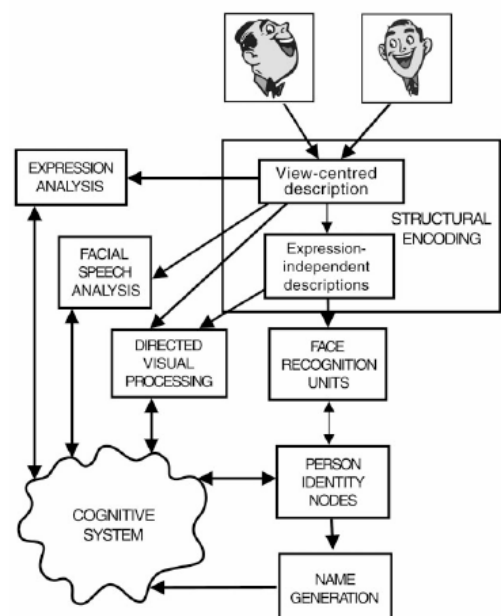 View-centred
description
EXPRESSION
ANALYSIS
STRUCTURAL
ENCODING
Expression-
independent
descriptions
FACIAL
SPEECH
ANALYSIS
DIRECTED
VISUAL
PROCESSING
FACE
RECOGNITION
UNITS
PERSON
IDENTITY
NODES
COGNITIVE
SYSTEM
NAME
GENERATION